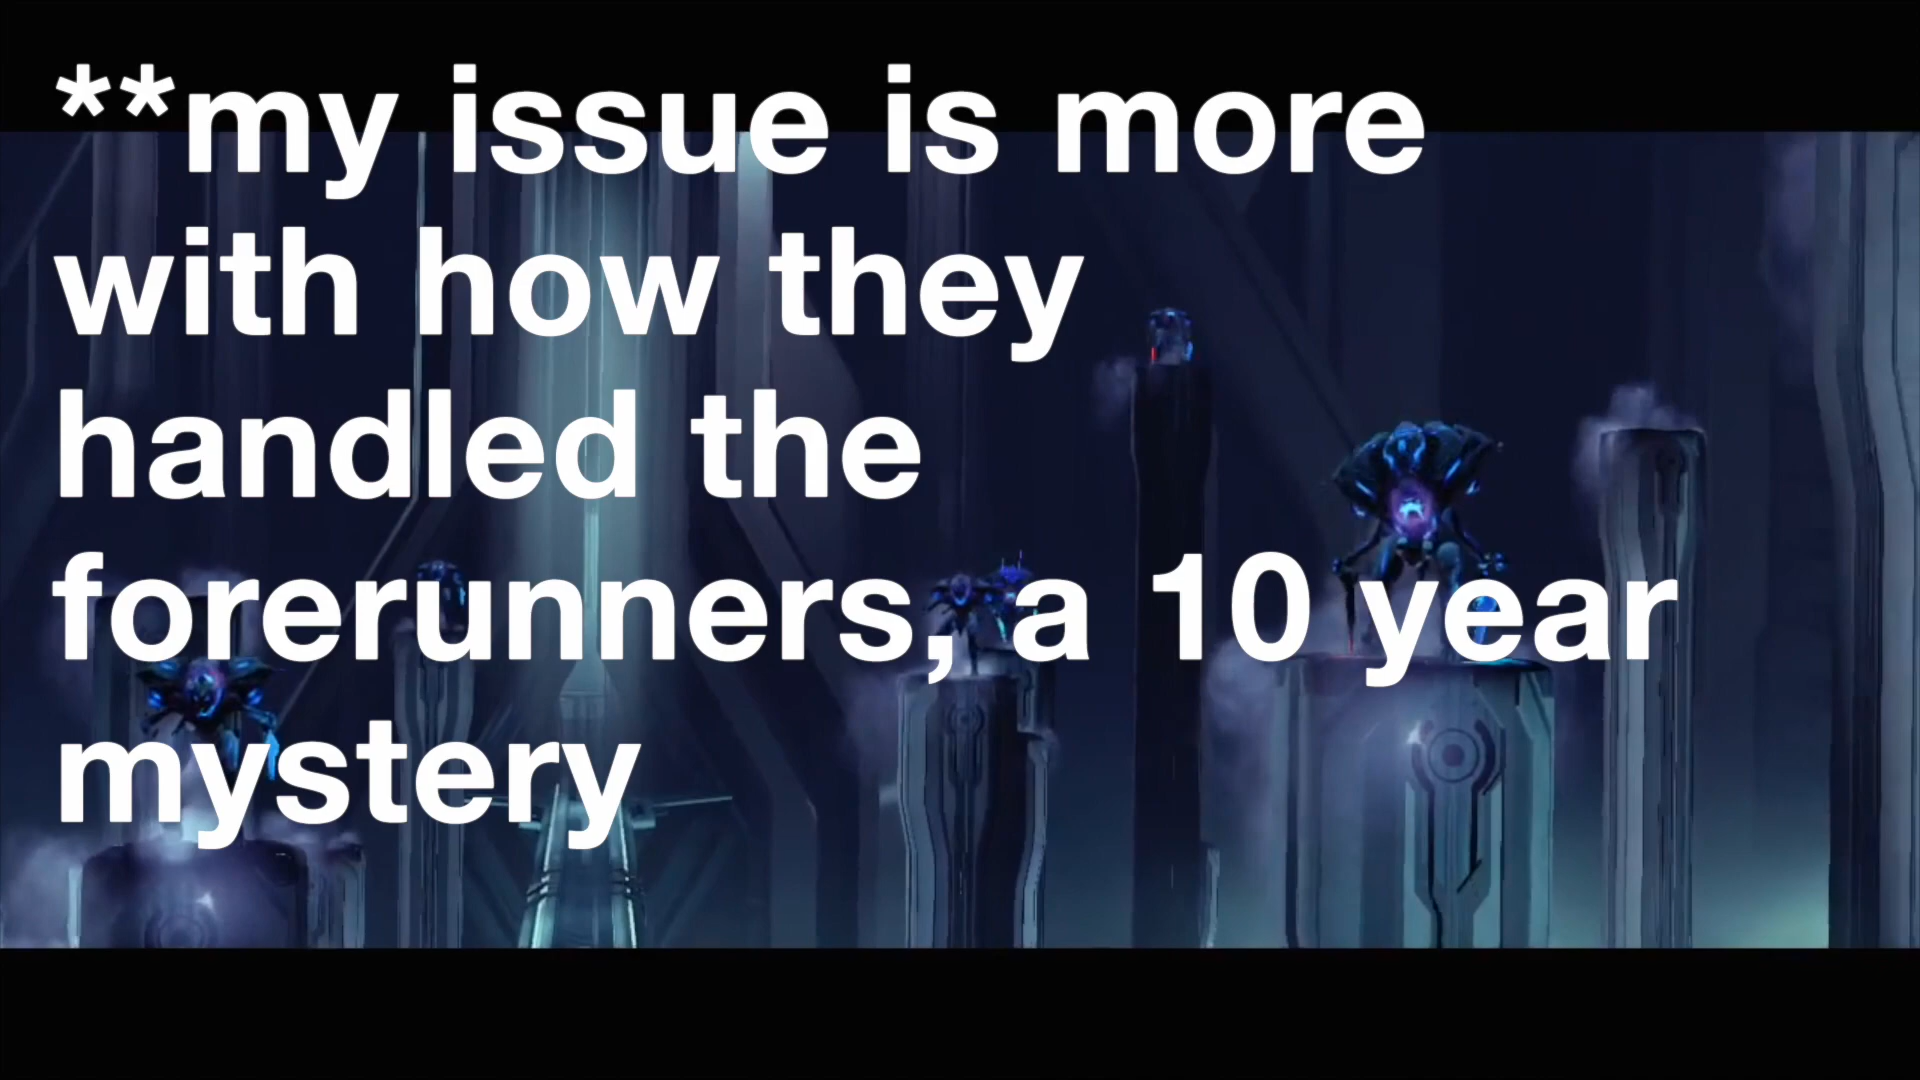 **my issue is more
with how they
handled the
forerunners, a 10 year
mystery